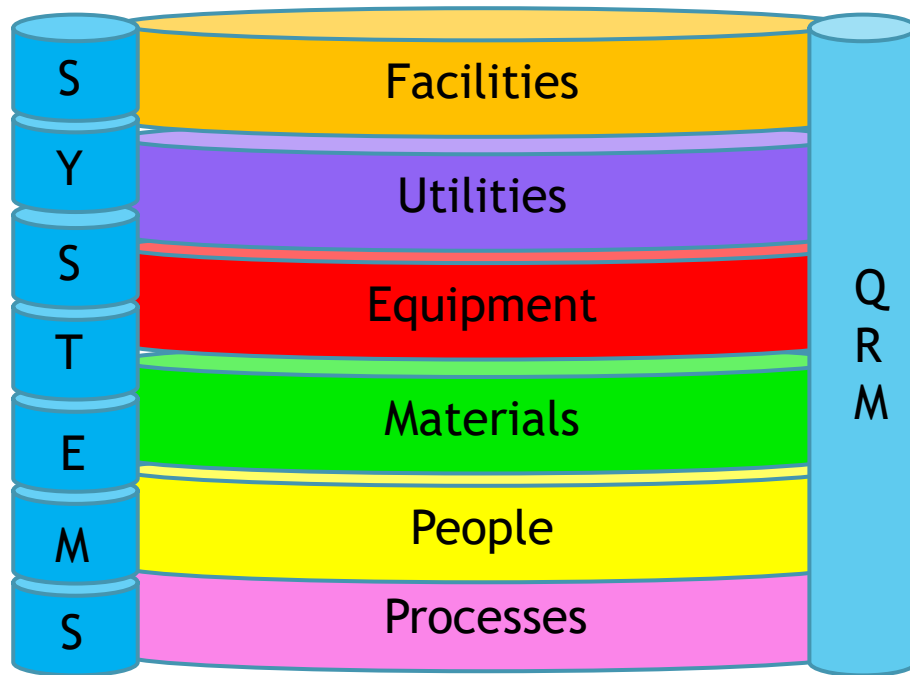 S
Y
S
T
E
M
S
Facilities
Utilities
Equipment
Materials
People
Processes
Q
R
M